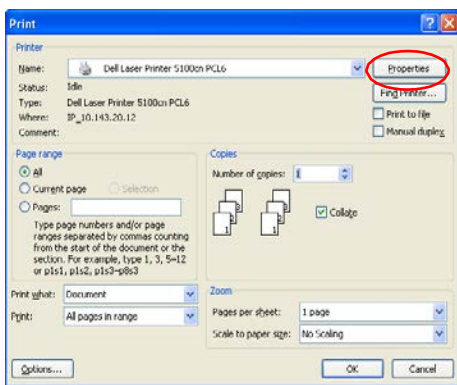 Print
Printer
Name: Dell Laser Printer 5100cn PCL6 Properties
Status: Idle Find Printer...
Type: Dell Laser Printer 5100cn PCL6
Where: IP_10.143.20.12 Print to file
Comment: Manual duplex
Page range Copies
All Number of copies: 1
Current page Selection
Pages: Collate
Type page numbers and/or page
ranges separated by commas counting
from the start of the document or the
section. For example, type 1, 3, 5-12
or p1s1, p1s2, p1s3-p8s3
Print what: Document Zoom
Print: All pages in range Pages per sheet: 1 page
Scale to paper size: No Scaling
Options... OK Cancel